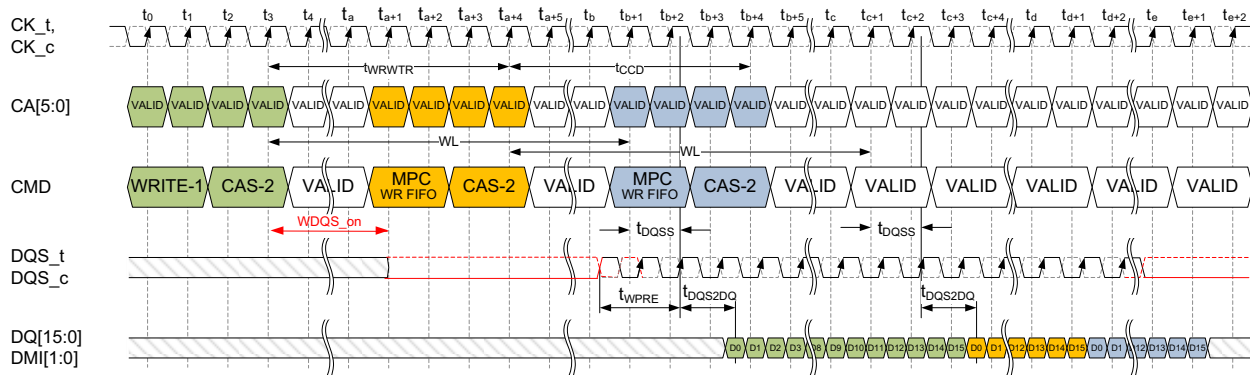 t0 t1 t2 t3 t4 ta ta+1 ta+2 ta+3 ta+4 ta+5 tb tb+1 tb+2 tb+3 tb+4 tb+5 tc tc+1 tc+2 tc+3 tc+4 td td+1 td+2 te te+1 te+2
CK_t,
CK_c
tWRWTR tCCD
CA[5:0] VALID VALID VALID VALID VALID VALID VALID VALID VALID VALID VALID VALID VALID VALID VALID VALID VALID VALID VALID VALID VALID VALID VALID VALID VALID VALID VALID VALID
WL WL
CMD WRITE-1 CAS-2 VALID MPC WR FIFO CAS-2 VALID MPC WR FIFO CAS-2 VALID VALID VALID VALID VALID VALID
WDQS_on tDQSS tDQSS
DQS_t
DQS_c
tWPRE tDQS2DQ tDQS2DQ
DQ[15:0]
DMI[1:0] D0 D1 D2 D3 D8 D9 D10 D11 D12 D13 D14 D15 D0 D1 D12 D13 D14 D15 D0 D1 D12 D13 D14 D15